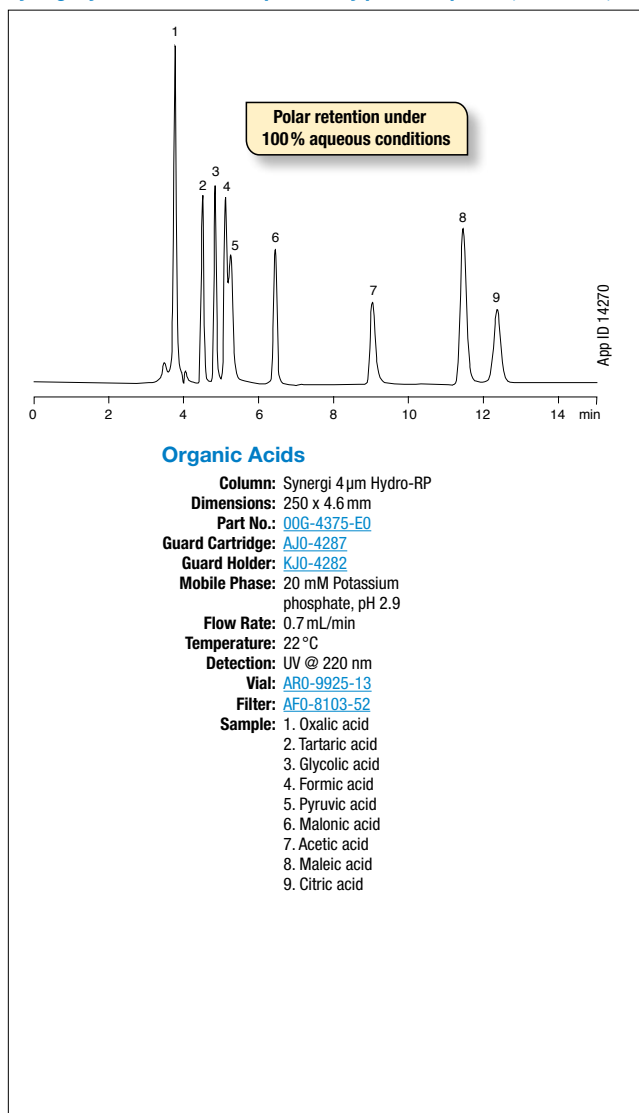 1
Polar retention under
100% aqueous conditions
3
2
4
5
6
7
8
9
App ID 14270
0 2 4 6 8 10 12 14 min
Organic Acids
Column: Synergi 4 µm Hydro-RP
Dimensions: 250 x 4.6 mm
Part No.: 00G-4375-E0
Guard Cartridge: AJ0-4287
Guard Holder: KJ0-4282
Mobile Phase: 20 mM Potassium
phosphate, pH 2.9
Flow Rate: 0.7 mL/min
Temperature: 22 °C
Detection: UV @ 220 nm
Vial: AR0-9925-13
Filter: AF0-8103-52
Sample: 1. Oxalic acid
2. Tartaric acid
3. Glycolic acid
4. Formic acid
5. Pyruvic acid
6. Malonic acid
7. Acetic acid
8. Maleic acid
9. Citric acid